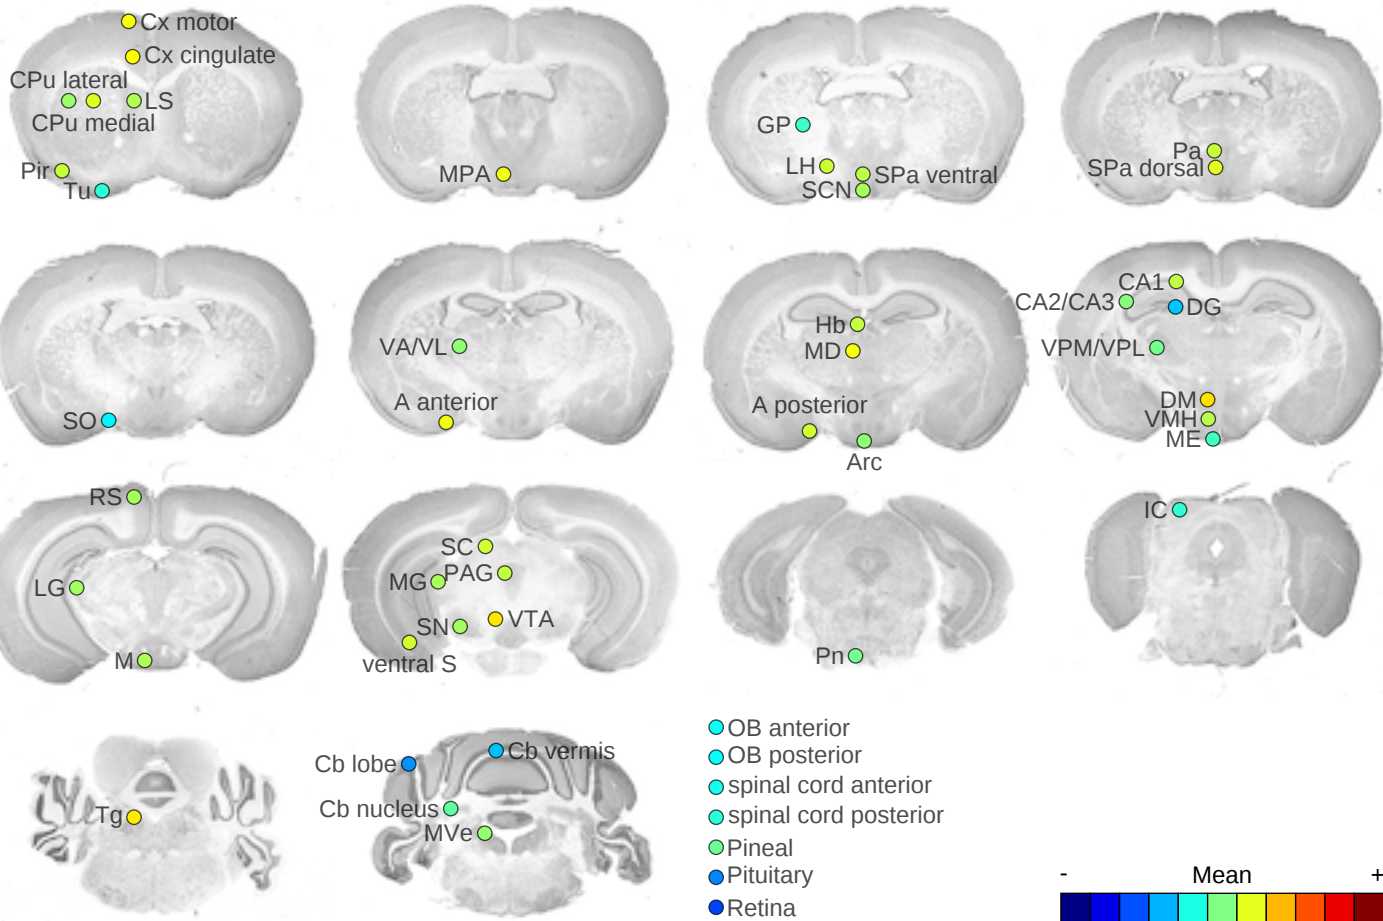 Cx motor
Cx cingulate
CPu lateral
LS
CPu medial
Pir
Tu
MPA
GP
LH
SPa ventral
SCN
Pa
SPa dorsal
SO
VA/VL
A anterior
Hb
MD
A posterior
Arc
CA1
CA2/CA3
DG
VPM/VPL
DM
VMH
ME
RS
LG
M
SC
PAG
MG
VTA
SN
ventral S
Pn
IC
Tg
Cb vermis
Cb lobe
Cb nucleus
MVe
OB anterior
OB posterior
spinal cord anterior
spinal cord posterior
Pineal
Pituitary
Retina
- Mean +